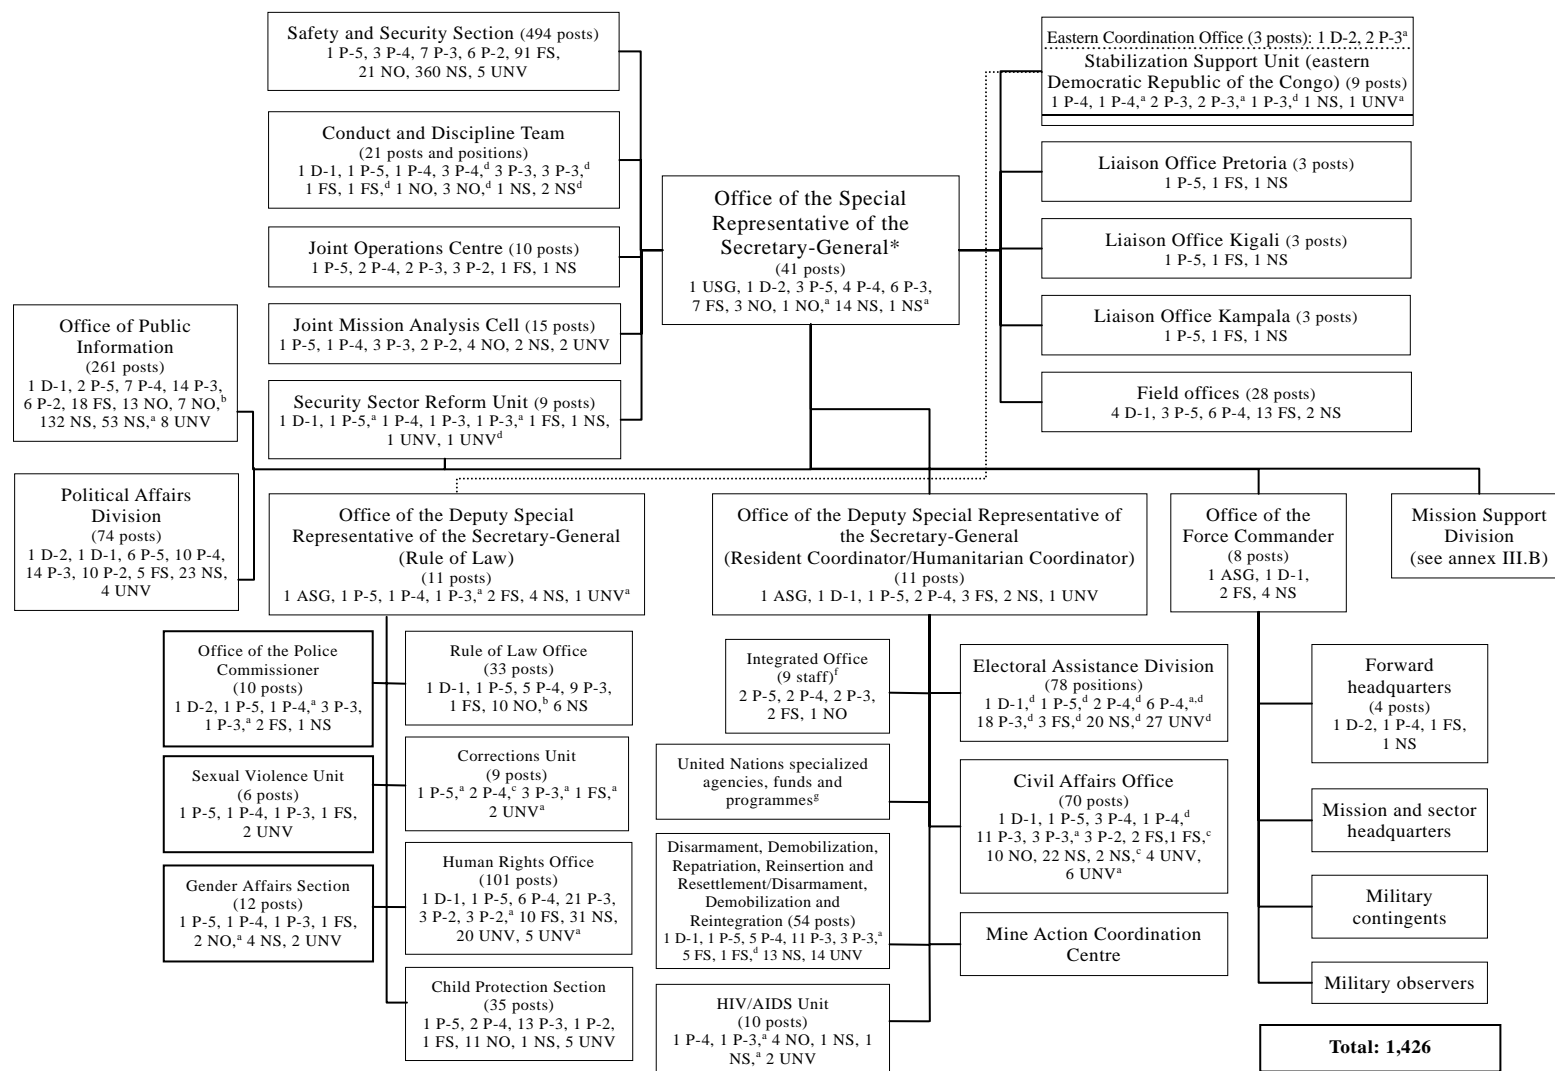 Safety and Security Section (494 posts)
1 P-5, 3 P-4, 7 P-3, 6 P-2, 91 FS,
21 NO, 360 NS, 5 UNV
Conduct and Discipline Team
(21 posts and positions)
1 D-1, 1 P-5, 1 P-4, 3 P-4,d 3 P-3, 3 P-3,d
1 FS, 1 FS,d 1 NO, 3 NO,d 1 NS, 2 NSd
Joint Operations Centre (10 posts)
1 P-5, 2 P-4, 2 P-3, 3 P-2, 1 FS, 1 NS
Joint Mission Analysis Cell (15 posts)
1 P-5, 1 P-4, 3 P-3, 2 P-2, 4 NO, 2 NS, 2 UNV
Security Sector Reform Unit (9 posts)
1 D-1, 1 P-5,a 1 P-4, 1 P-3, 1 P-3,a 1 FS, 1 NS,
1 UNV, 1 UNVd
Office of the Special
Representative of the
Secretary-General*
(41 posts)
1 USG, 1 D-2, 3 P-5, 4 P-4, 6 P-3,
7 FS, 3 NO, 1 NO,a 14 NS, 1 NSa
Eastern Coordination Office (3 posts): 1 D-2, 2 P-3a
Stabilization Support Unit (eastern
Democratic Republic of the Congo) (9 posts)
1 P-4, 1 P-4,a 2 P-3, 2 P-3,a 1 P-3,d 1 NS, 1 UNVa
Liaison Office Pretoria (3 posts)
1 P-5, 1 FS, 1 NS
Liaison Office Kigali (3 posts)
1 P-5, 1 FS, 1 NS
Liaison Office Kampala (3 posts)
1 P-5, 1 FS, 1 NS
Field offices (28 posts)
4 D-1, 3 P-5, 6 P-4, 13 FS, 2 NS
Office of Public
Information
(261 posts)
1 D-1, 2 P-5, 7 P-4, 14 P-3,
6 P-2, 18 FS, 13 NO, 7 NO,b
132 NS, 53 NS,a 8 UNV
Political Affairs
Division
(74 posts)
1 D-2, 1 D-1, 6 P-5, 10 P-4,
14 P-3, 10 P-2, 5 FS, 23 NS,
4 UNV
Office of the Deputy Special
Representative of the Secretary-General
(Rule of Law)
(11 posts)
1 ASG, 1 P-5, 1 P-4, 1 P-3,a 2 FS, 4 NS, 1 UNVa
Office of the Deputy Special Representative of
the Secretary-General
(Resident Coordinator/Humanitarian Coordinator)
(11 posts)
1 ASG, 1 D-1, 1 P-5, 2 P-4, 3 FS, 2 NS, 1 UNV
Office of the
Force Commander
(8 posts)
1 ASG, 1 D-1,
2 FS, 4 NS
Mission Support
Division
(see annex III.B)
Office of the Police
Commissioner
(10 posts)
1 D-2, 1 P-5, 1 P-4,a 3 P-3,
1 P-3,a 2 FS, 1 NS
Sexual Violence Unit
(6 posts)
1 P-5, 1 P-4, 1 P-3, 1 FS,
2 UNV
Gender Affairs Section
(12 posts)
1 P-5, 1 P-4, 1 P-3, 1 FS,
2 NO,a 4 NS, 2 UNV
Rule of Law Office
(33 posts)
1 D-1, 1 P-5, 5 P-4, 9 P-3,
1 FS, 10 NO,b 6 NS
Corrections Unit
(9 posts)
1 P-5,a 2 P-4,c 3 P-3,a 1 FS,a
2 UNVa
Human Rights Office
(101 posts)
1 D-1, 1 P-5, 6 P-4, 21 P-3,
3 P-2, 3 P-2,a 10 FS, 31 NS,
20 UNV, 5 UNVa
Child Protection Section
(35 posts)
1 P-5, 2 P-4, 13 P-3, 1 P-2,
1 FS, 11 NO, 1 NS, 5 UNV
Integrated Office
(9 staff)f
2 P-5, 2 P-4, 2 P-3,
2 FS, 1 NO
United Nations specialized
agencies, funds and
programmesg
Disarmament, Demobilization,
Repatriation, Reinsertion and
Resettlement/Disarmament,
Demobilization and
Reintegration (54 posts)
1 D-1, 1 P-5, 5 P-4, 11 P-3, 3 P-3,a
5 FS, 1 FS,d 13 NS, 14 UNV
HIV/AIDS Unit
(10 posts)
1 P-4, 1 P-3,a 4 NO, 1 NS, 1
NS,a 2 UNV
Electoral Assistance Division
(78 positions)
1 D-1,d 1 P-5,d 2 P-4,d 6 P-4,a,d
18 P-3,d 3 FS,d 20 NS,d 27 UNVd
Civil Affairs Office
(70 posts)
1 D-1, 1 P-5, 3 P-4, 1 P-4,d
11 P-3, 3 P-3,a 3 P-2, 2 FS,1 FS,c
10 NO, 22 NS, 2 NS,c 4 UNV,
6 UNVa
Mine Action Coordination
Centre
Forward
headquarters
(4 posts)
1 D-2, 1 P-4, 1 FS,
1 NS
Mission and sector
headquarters
Military
contingents
Military observers
Total: 1,426